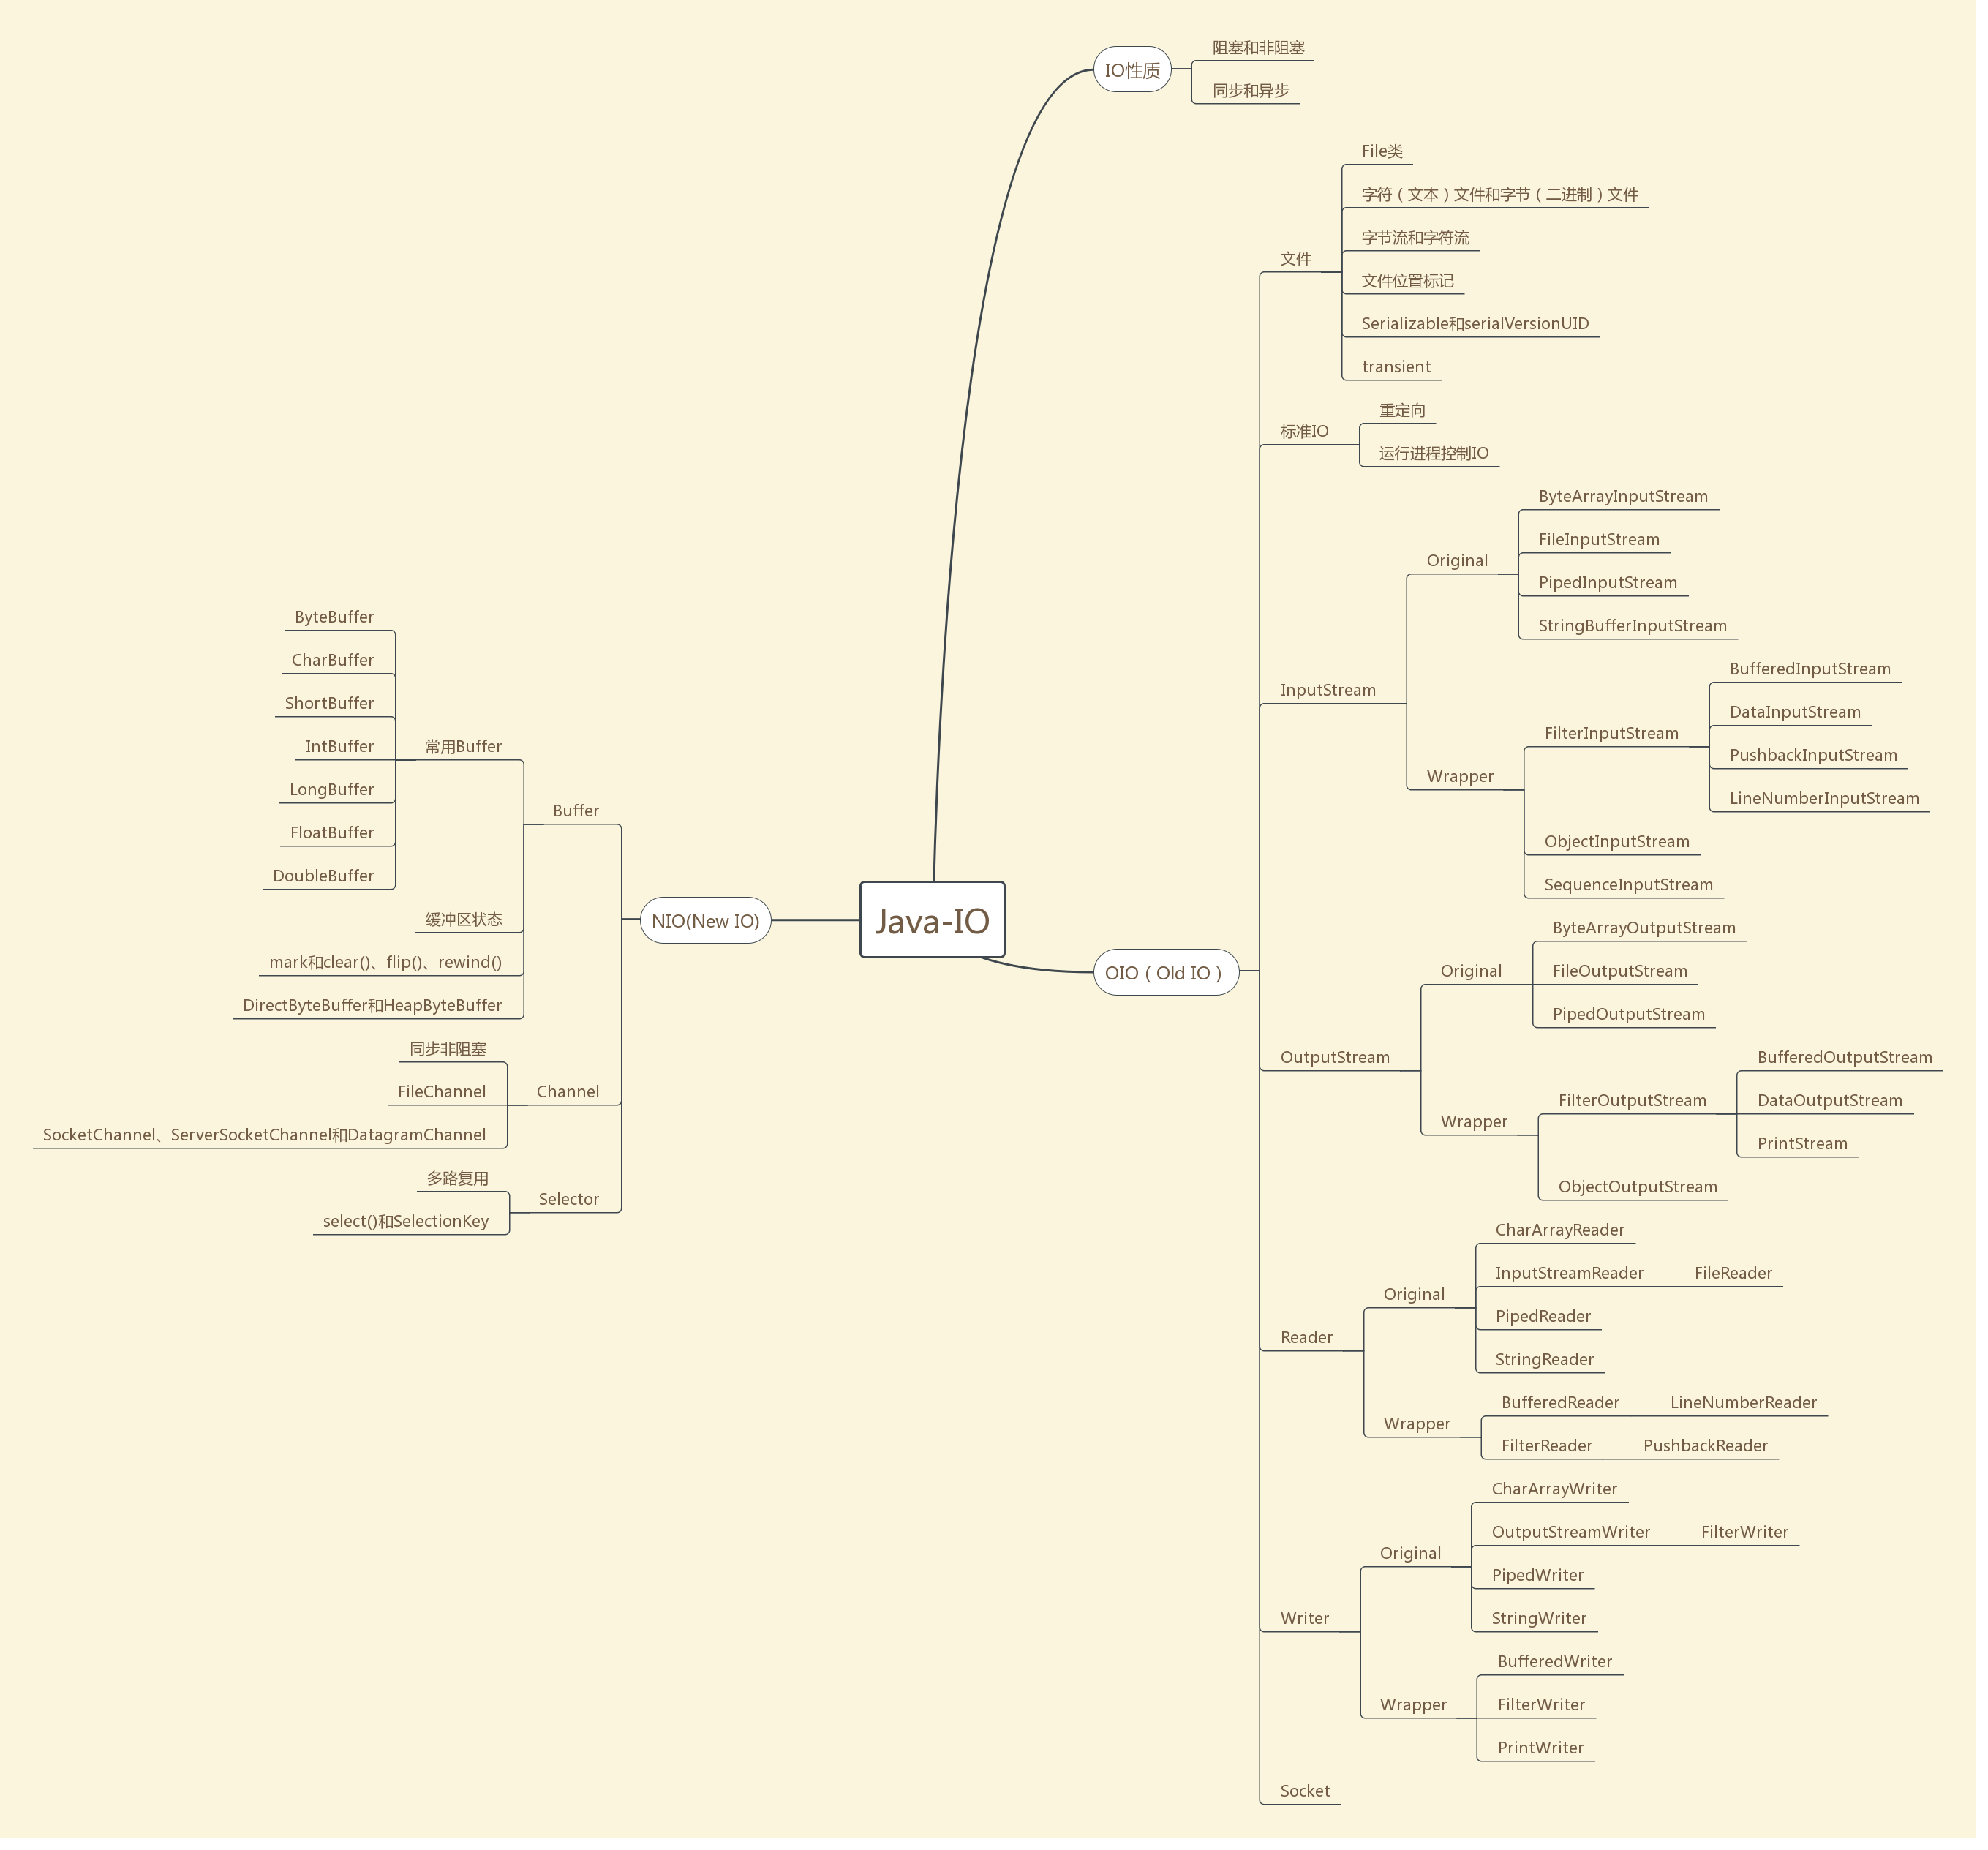 Java-IO
IO性质
阻塞和非阻塞
同步和异步
OIO（Old IO）
文件
File类
字符（文本）文件和字节（二进制）文件
字节流和字符流
文件位置标记
Serializable和serialVersionUID
transient
标准IO
重定向
运行进程控制IO
InputStream
Original
ByteArrayInputStream
FileInputStream
PipedInputStream
StringBufferInputStream
Wrapper
FilterInputStream
BufferedInputStream
DataInputStream
PushbackInputStream
LineNumberInputStream
ObjectInputStream
SequenceInputStream
OutputStream
Original
ByteArrayOutputStream
FileOutputStream
PipedOutputStream
Wrapper
FilterOutputStream
BufferedOutputStream
DataOutputStream
PrintStream
ObjectOutputStream
Reader
Original
CharArrayReader
InputStreamReader
FileReader
PipedReader
StringReader
Wrapper
BufferedReader
LineNumberReader
FilterReader
PushbackReader
Writer
Original
CharArrayWriter
OutputStreamWriter
FilterWriter
PipedWriter
StringWriter
Wrapper
BufferedWriter
FilterWriter
PrintWriter
Socket
NIO(New IO)
Buffer
常用Buffer
ByteBuffer
CharBuffer
ShortBuffer
IntBuffer
LongBuffer
FloatBuffer
DoubleBuffer
缓冲区状态
mark和clear()、flip()、rewind()
DirectByteBuffer和HeapByteBuffer
Channel
同步非阻塞
FileChannel
SocketChannel、ServerSocketChannel和DatagramChannel
Selector
多路复用
select()和SelectionKey